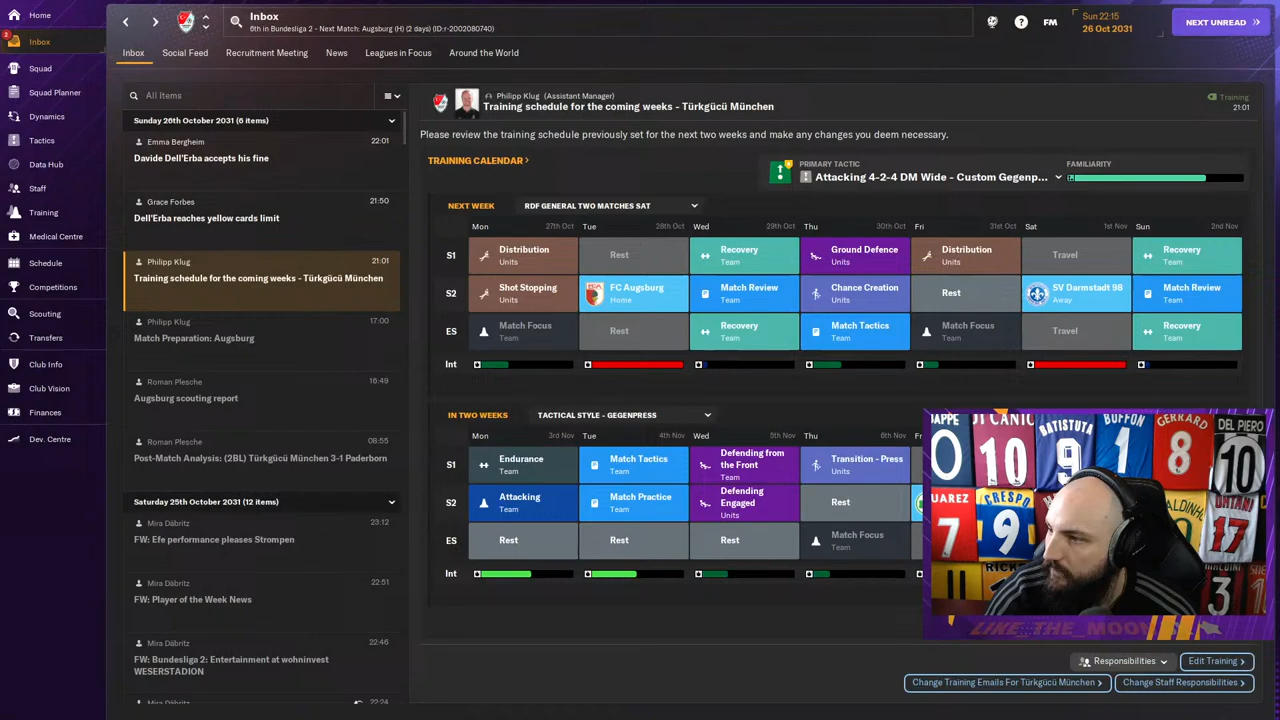 Home
Inbox
2
Squad
Squad Planner
Dynamics
Tactics
Data Hub
Staff
Training
Medical Centre
Schedule
Competitions
Scouting
Transfers
Club Info
Club Vision
Finances
Dev. Centre
Inbox
6th in Bundesliga 2 - Next Match: Augsburg (H) (2 days) (ID:r-2002080740)
FM
Sun 22:15
26 Oct 2031
NEXT UNREAD
Inbox Social Feed Recruitment Meeting News Leagues in Focus Around the World
All Items
Sunday 26th October 2031 (6 items)
Emma Bergheim 22:01
Davide Dell'Erba accepts his fine
Grace Forbes 21:50
Dell'Erba reaches yellow cards limit
Philipp Klug 21:01
Training schedule for the coming weeks - Türkgücü München
Philipp Klug 17:00
Match Preparation: Augsburg
Roman Plesche 16:49
Augsburg scouting report
Roman Plesche 08:55
Post-Match Analysis: (2BL) Türkgücü München 3-1 Paderborn
Saturday 25th October 2031 (12 items)
Mira Däbritz 23:12
FW: Efe performance pleases Strompen
Mira Däbritz 22:51
FW: Player of the Week News
Mira Däbritz 22:46
FW: Bundesliga 2: Entertainment at wohninvest
WESERSTADION
Mira Däbritz 22:24
Philipp Klug (Assistant Manager)
Training schedule for the coming weeks - Türkgücü München
Training
21:01
Please review the training schedule previously set for the next two weeks and make any changes you deem necessary.
TRAINING CALENDAR
PRIMARY TACTIC
Attacking 4-2-4 DM Wide - Custom Gegenp...
FAMILIARITY
NEXT WEEK RDF GENERAL TWO MATCHES SAT
Mon 27th Oct Tue 28th Oct Wed 29th Oct Thu 30th Oct Fri 31st Oct Sat 1st Nov Sun 2nd Nov
S1 Distribution Rest Recovery Ground Defence Distribution Travel Recovery
Units Team Units Units Team
S2 Shot Stopping FC Augsburg Match Review Chance Creation Rest SV Darmstadt 98 Match Review
Units Home Team Units Away Team
ES Match Focus Rest Recovery Match Tactics Match Focus Travel Recovery
Team Team Team Team Team
Int
IN TWO WEEKS TACTICAL STYLE - GEGENPRESS
Mon 3rd Nov Tue 4th Nov Wed 5th Nov Thu 6th Nov Fr
S1 Endurance Match Tactics Defending from the Front Transition - Press
Team Team Team Units
S2 Attacking Match Practice Defending Engaged Rest
Team Team Units
ES Rest Rest Rest Match Focus
Team
Int
DI CANIO
10
BATISTUTA
9
BUFFON
1
GERRARD
8
DEL PIERO
10
SUAREZ
7
CRESPO
9
17
3
LIKE_THE_MOON
Responsibilities
Edit Training
Change Training Emails For Türkgücü München
Change Staff Responsibilities